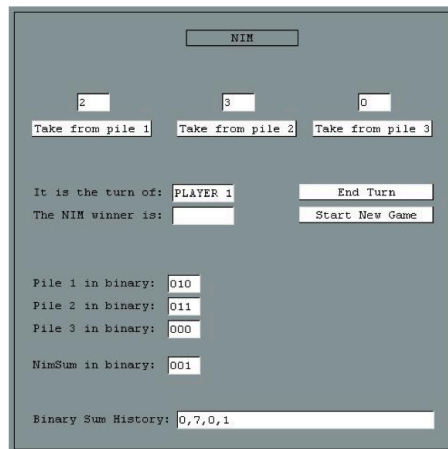 NIM
2 3 0
Take from pile 1 Take from pile 2 Take from pile 3
It is the turn of: PLAYER 1 End Turn
The NIM winner is: Start New Game
Pile 1 in binary: 010
Pile 2 in binary: 011
Pile 3 in binary: 000
NimSum in binary: 001
Binary Sum History: 0,7,0,1